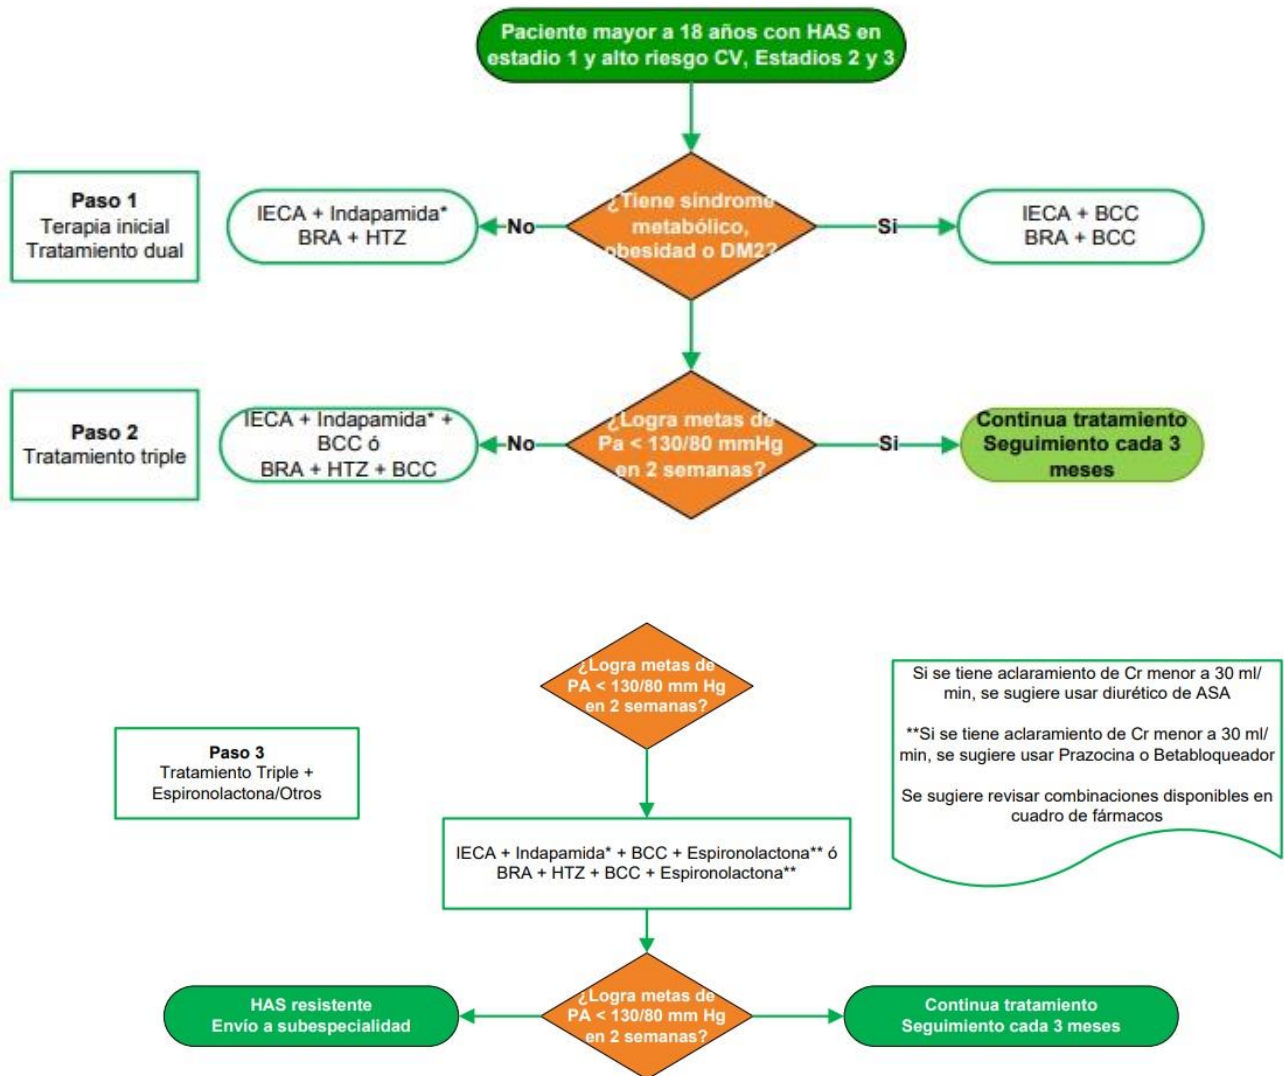 Paciente mayor a 18 años con HAS en
estadio 1 y alto riesgo CV, Estadios 2 y 3
Paso 1
Terapia inicial
Tratamiento dual
IECA + Indapamida*
BRA + HTZ
No
¿Tiene síndrome
metabólico,
obesidad o DM2?
Si
IECA + BCC
BRA + BCC
Paso 2
Tratamiento triple
IECA + Indapamida* +
BCC ó
BRA + HTZ + BCC
No
¿Logra metas de
Pa < 130/80 mmHg
en 2 semanas?
Si
Continua tratamiento
Seguimiento cada 3
meses
¿Logra metas de
PA < 130/80 mm Hg
en 2 semanas?
Paso 3
Tratamiento Triple +
Espironolactona/Otros
Si se tiene aclaramiento de Cr menor a 30 ml/
min, se sugiere usar diurético de ASA
**Si se tiene aclaramiento de Cr menor a 30 ml/
min, se sugiere usar Prazocina o Betabloqueador
Se sugiere revisar combinaciones disponibles en
cuadro de fármacos
IECA + Indapamida* + BCC + Espironolactona** ó
BRA + HTZ + BCC + Espironolactona**
HAS resistente
Envío a subespecialidad
¿Logra metas de
PA < 130/80 mm Hg
en 2 semanas?
Continua tratamiento
Seguimiento cada 3 meses